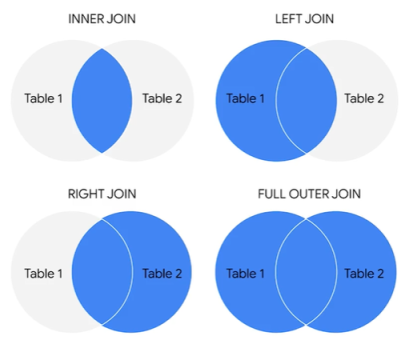 INNER JOIN
Table 1
Table 2
LEFT JOIN
Table 1
Table 2
RIGHT JOIN
Table 1
Table 2
FULL OUTER JOIN
Table 1
Table 2